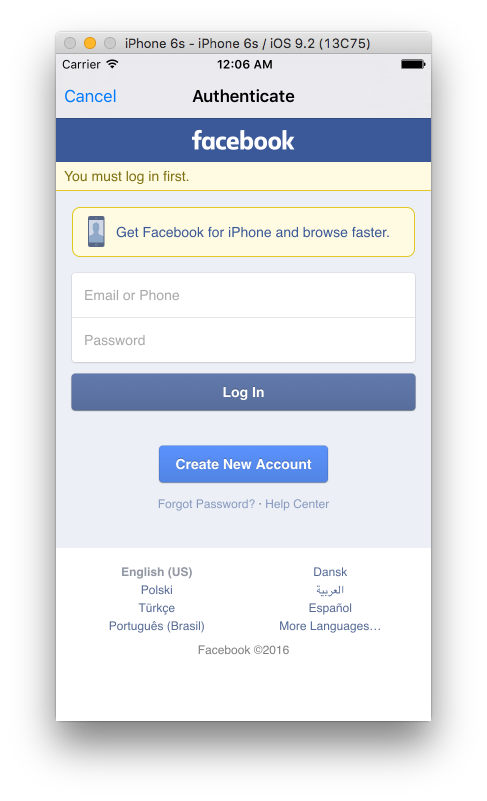 iPhone 6s - iPhone 6s / iOS 9.2 (13C75)
Carrier 12:06 AM
Cancel Authenticate
facebook
You must log in first.
Get Facebook for iPhone and browse faster.
Email or Phone
Password
Log In
Create New Account
Forgot Password? · Help Center
English (US) Dansk
Polski العربية
Türkçe Español
Português (Brasil) More Languages…
Facebook ©2016